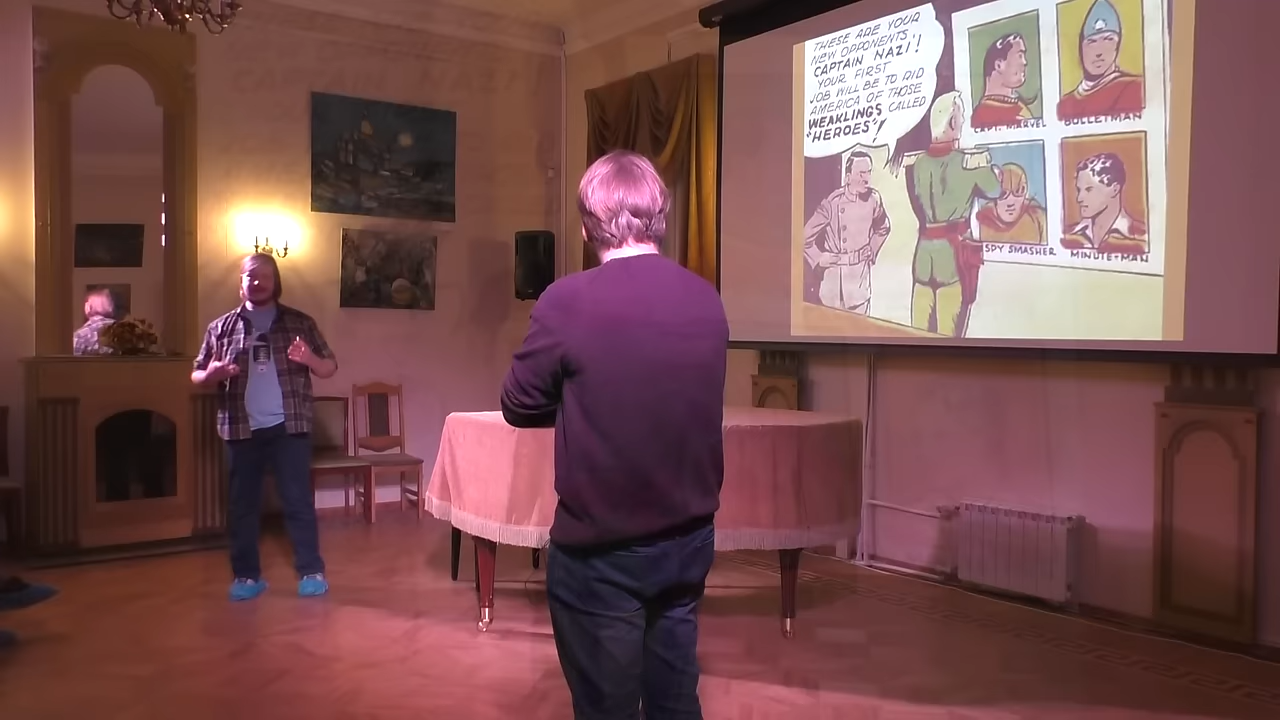 THESE ARE YOUR
NEW OPPONENTS,
CAPTAIN NAZI!
YOUR FIRST
JOB WILL BE TO RID
AMERICA OF THOSE
WEAKLINGS CALLED
"HEROES"!
CAPT. MARVEL
BULLETMAN
SPY SMASHER
MINUTE-MAN